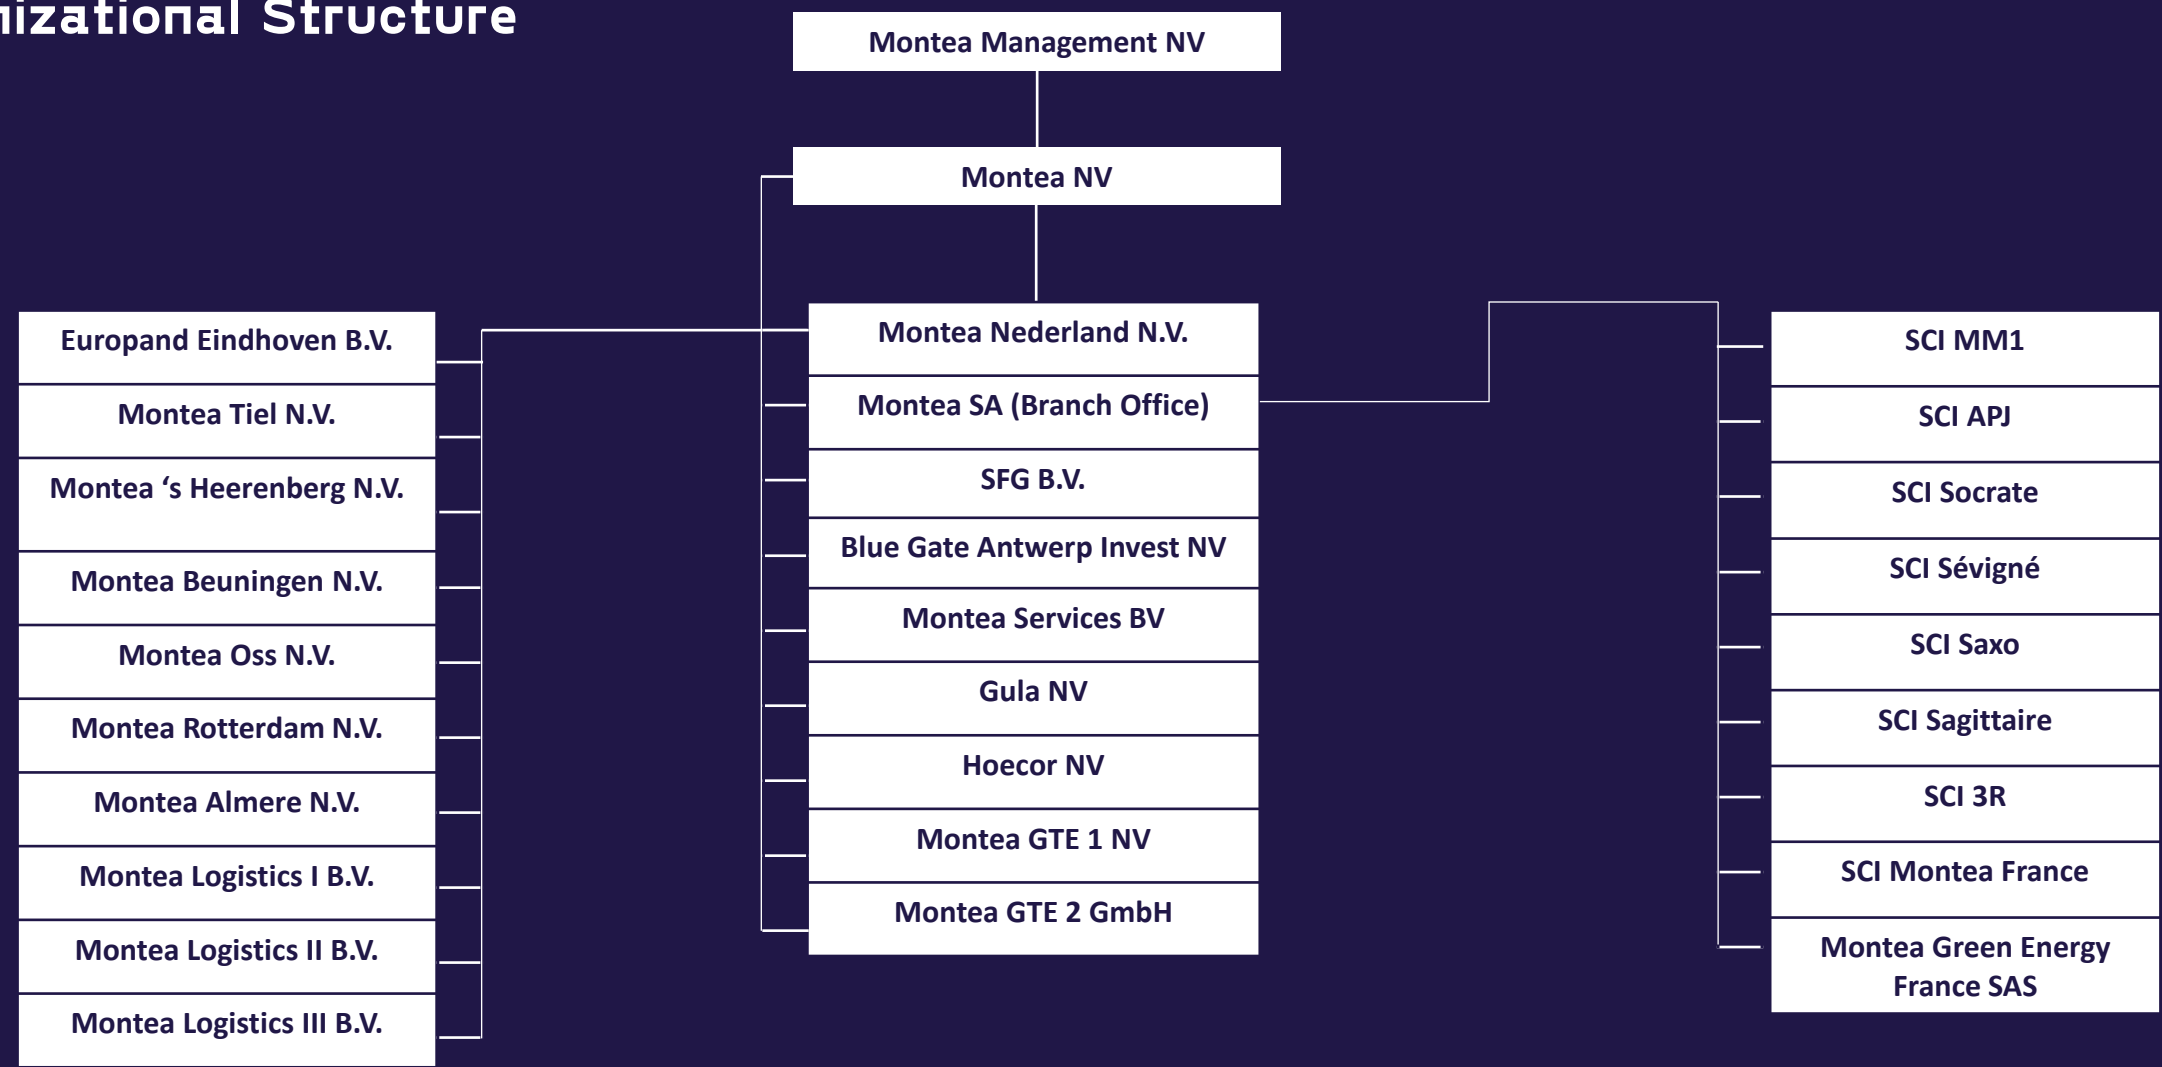 nizational Structure
Montea Management NV
Montea NV
Europand Eindhoven B.V.
Montea Tiel N.V.
Montea ‘s Heerenberg N.V.
Montea Beuningen N.V.
Montea Oss N.V.
Montea Rotterdam N.V.
Montea Almere N.V.
Montea Logistics I B.V.
Montea Logistics II B.V.
Montea Logistics III B.V.
Montea Nederland N.V.
Montea SA (Branch Office)
SFG B.V.
Blue Gate Antwerp Invest NV
Montea Services BV
Gula NV
Hoecor NV
Montea GTE 1 NV
Montea GTE 2 GmbH
SCI MM1
SCI APJ
SCI Socrate
SCI Sévigné
SCI Saxo
SCI Sagittaire
SCI 3R
SCI Montea France
Montea Green Energy
France SAS